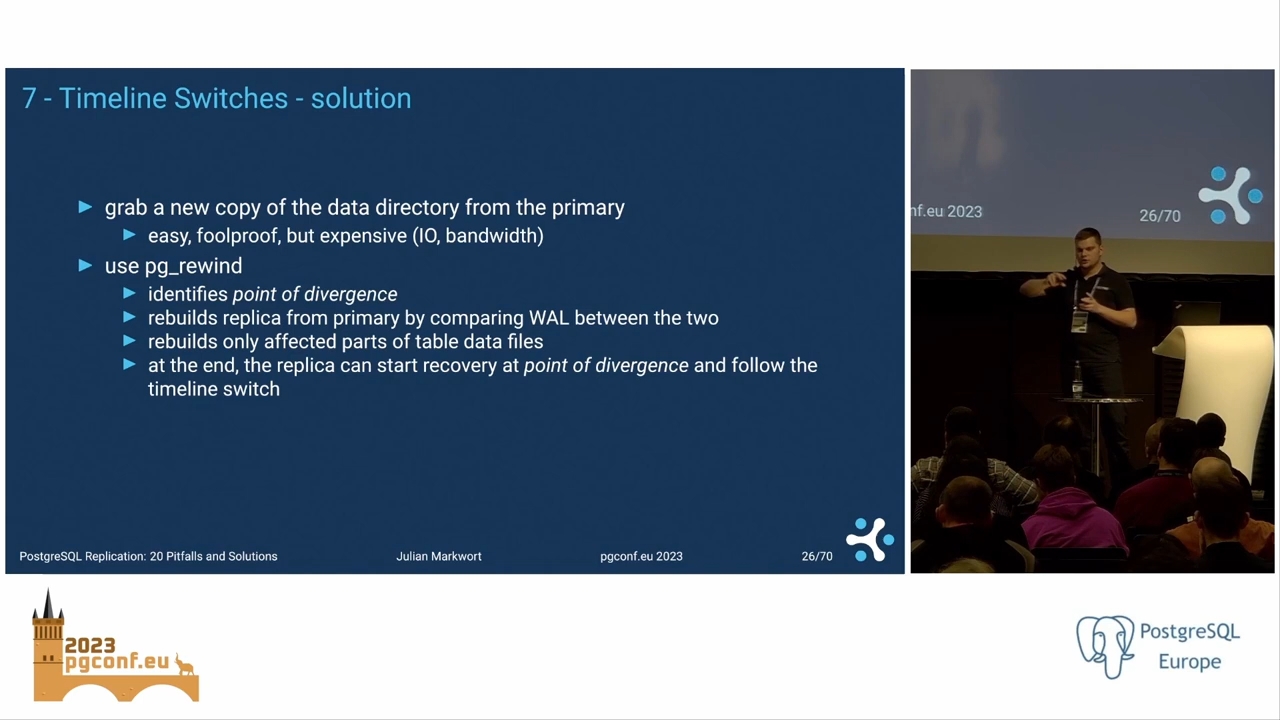 7 - Timeline Switches - solution
grab a new copy of the data directory from the primary
easy, foolproof, but expensive (IO, bandwidth)
use pg_rewind
identifies point of divergence
rebuilds replica from primary by comparing WAL between the two
rebuilds only affected parts of table data files
at the end, the replica can start recovery at point of divergence and follow the
timeline switch
PostgreSQL Replication: 20 Pitfalls and Solutions
Julian Markwort
pgconf.eu 2023
26/70
nf.eu 2023
26/70
2023
pgconf.eu
PostgreSQL
Europe